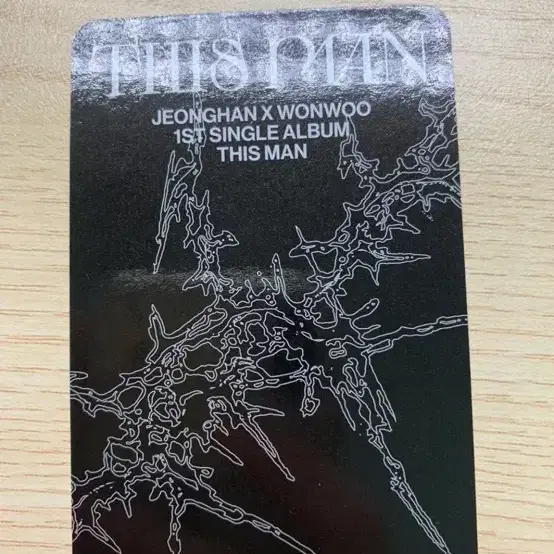 THIS MAN
JEONGHAN X WONWOO
1ST SINGLE ALBUM
THIS MAN